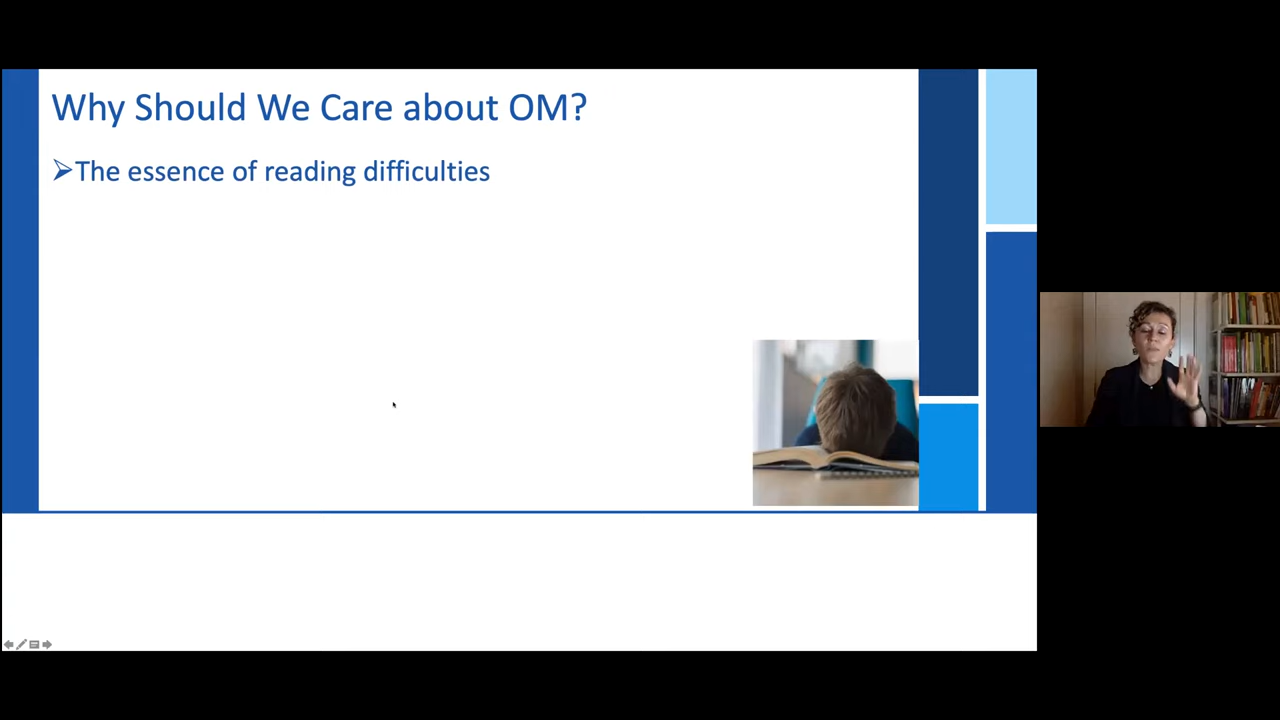 Why Should We Care about OM?
➢The essence of reading difficulties